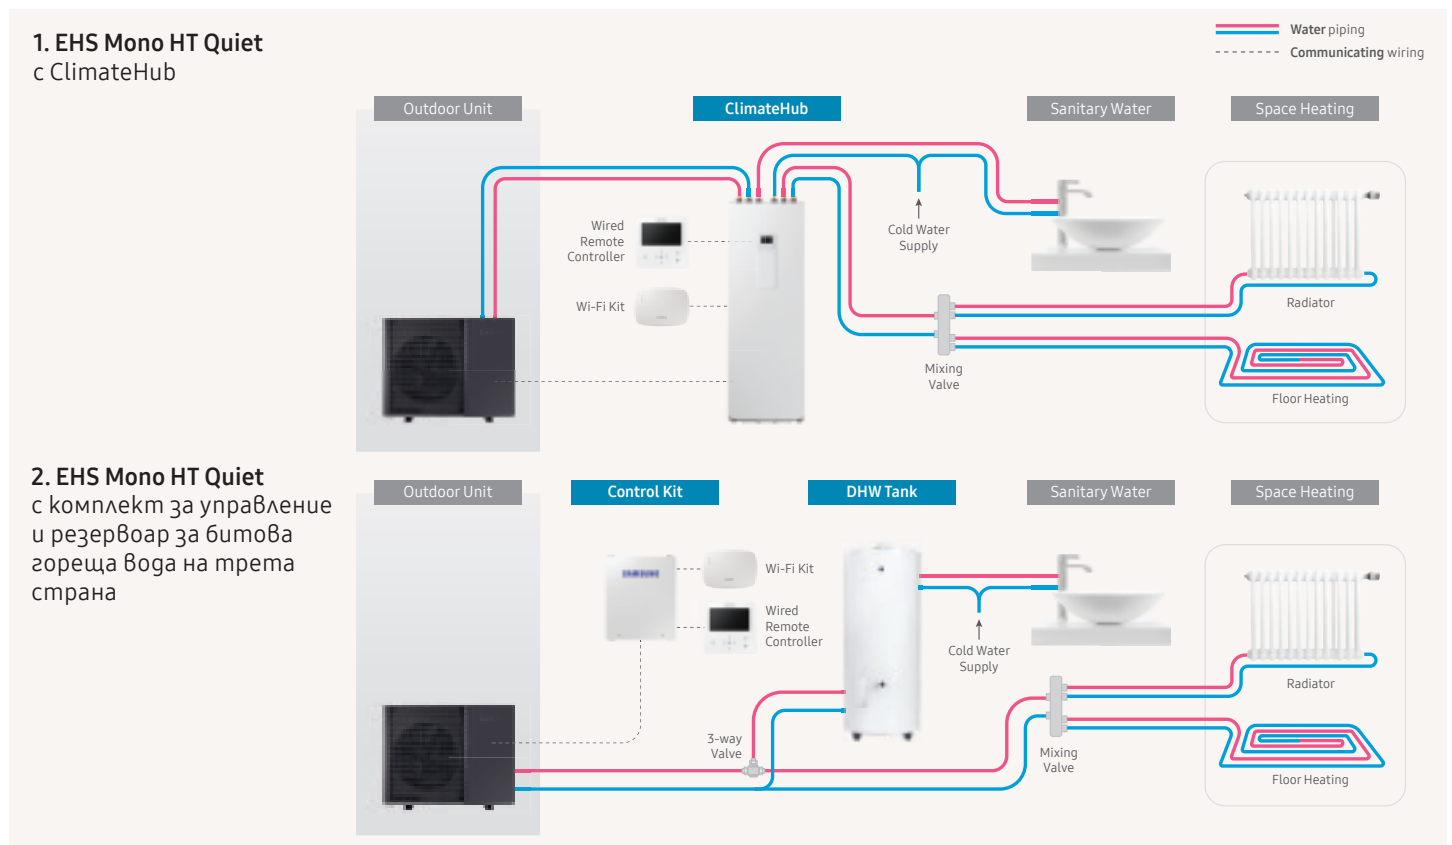 1. EHS Mono HT Quiet
с ClimateHub
Water piping
Communicating wiring
Outdoor Unit
ClimateHub
Sanitary Water
Space Heating
Wired
Remote
Controller
Wi-Fi Kit
Cold Water
Supply
Mixing
Valve
Radiator
Floor Heating
2. EHS Mono HT Quiet
с комплект за управление
и резервоар за битова
гореща вода на трета
страна
Outdoor Unit
Control Kit
DHW Tank
Sanitary Water
Space Heating
SAMSUNG
Wi-Fi Kit
Wired
Remote
Controller
3-way
Valve
Cold Water
Supply
Mixing
Valve
Radiator
Floor Heating